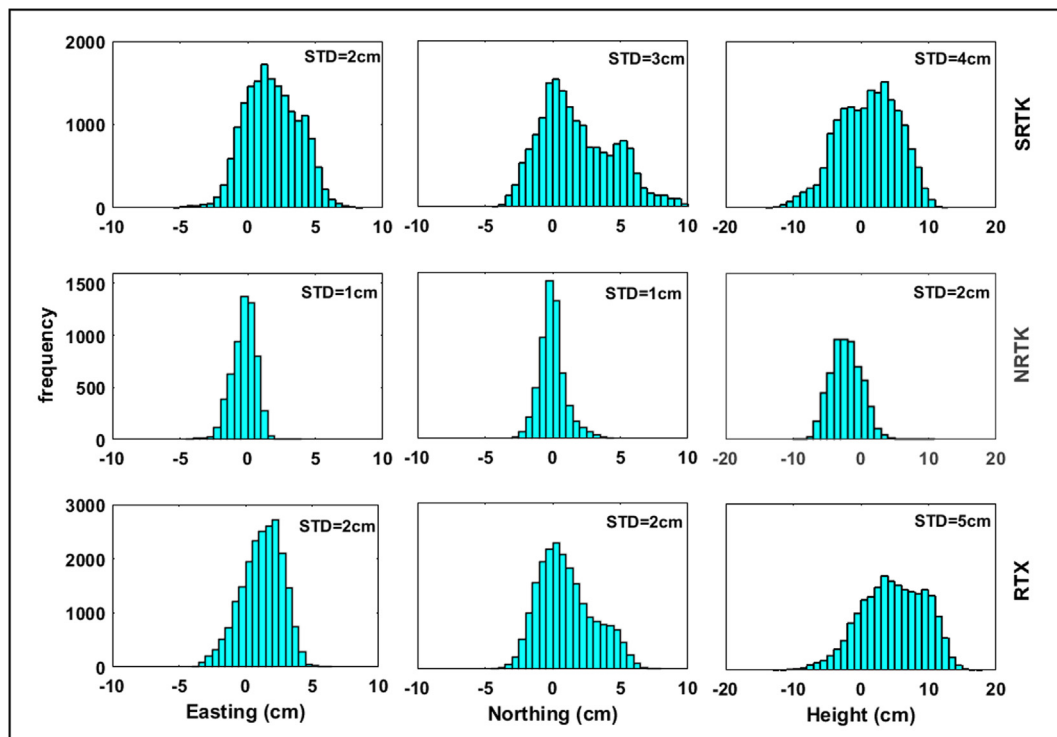 2000
1500
1000
0
STD=2cm
STD=3cm
STD=4cm
SRTK
-10 -5 0 5 10
-10 -5 0 5 10
-20 -10 0 10 20
frequency
1500
1000
500
0
STD=1cm
STD=1cm
STD=2cm
NRTK
-10 -5 0 5 10
-10 -5 0 5 10
-20 -10 0 10 20
3000
2000
1000
0
STD=2cm
STD=2cm
STD=5cm
RTX
-10 -5 0 5 10
-10 -5 0 5 10
-20 -10 0 10 20
Easting (cm)
Northing (cm)
Height (cm)